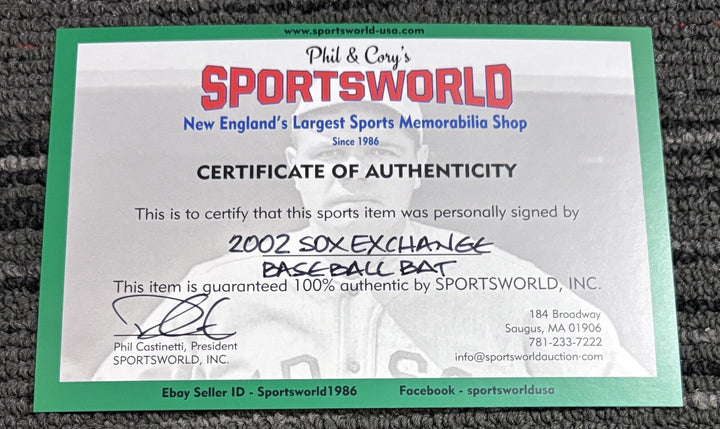 www.sportsworld-usa.com
Phil & Cory's
SPORTSWORLD
New England's Largest Sports Memorabilia Shop
Since 1986
CERTIFICATE OF AUTHENTICITY
This is to certify that this sports item was personally signed by
2002 SOX EXCHANGE
BASEBALL BAT
This item is guaranteed 100% authentic by SPORTSWORLD, INC.
Phil Castinetti, President
SPORTSWORLD, INC.
184 Broadway
Saugus, MA 01906
781-233-7222
info@sportsworldauction.com
Ebay Seller ID - Sportsworld1986 Facebook - sportsworldusa